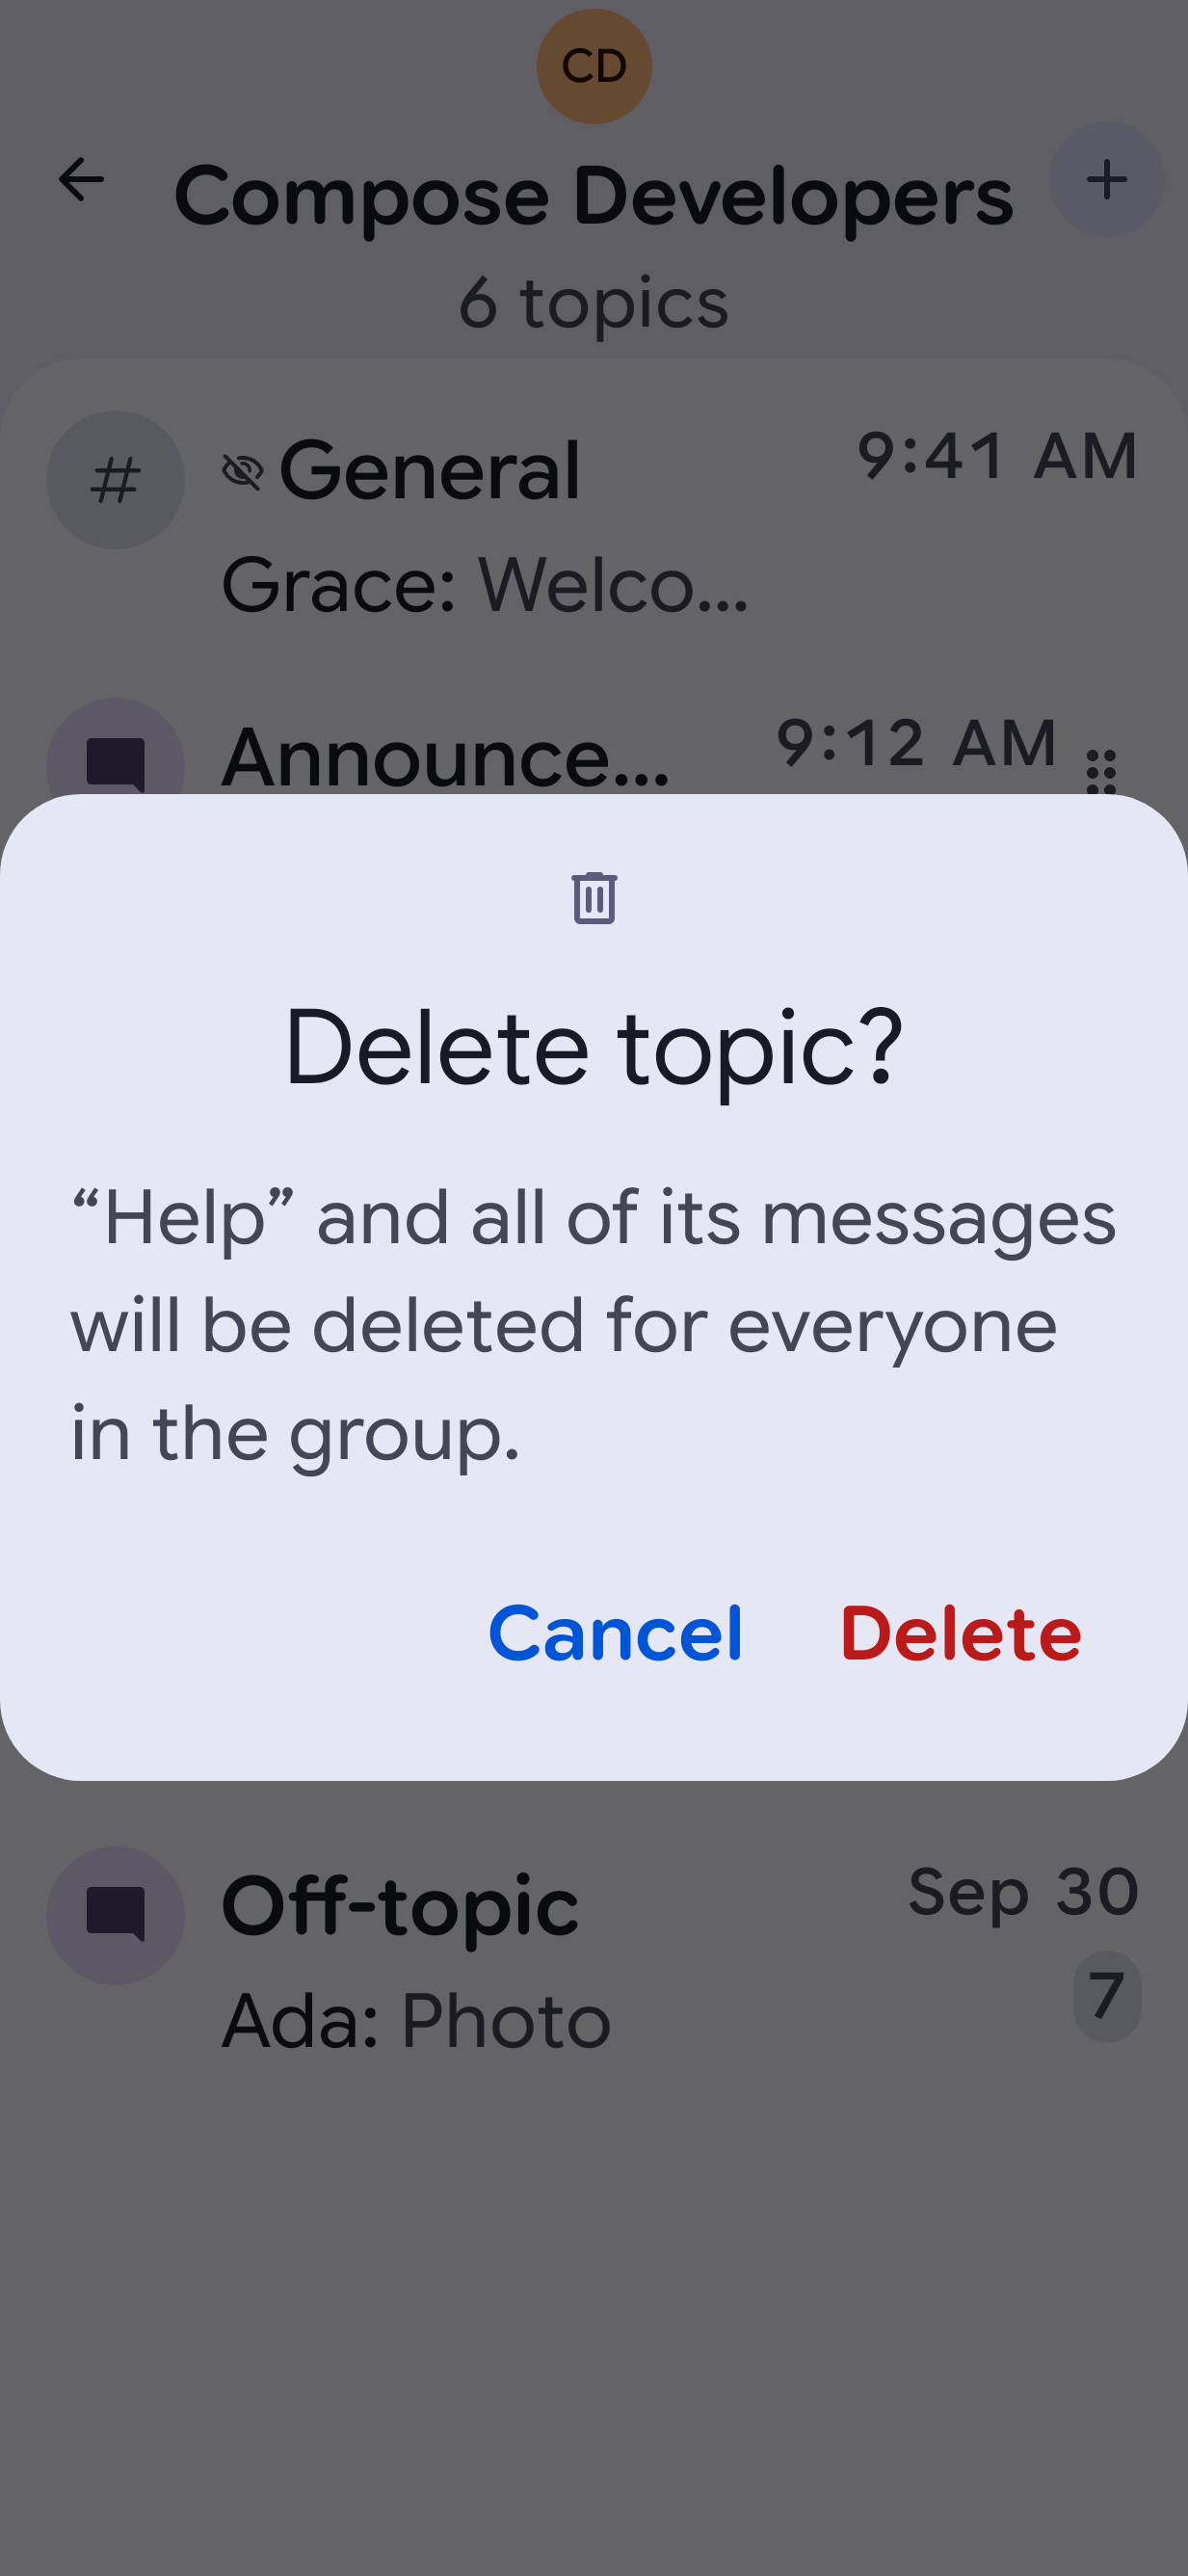 CD
Compose Developers
6 topics
General
9:41 AM
Grace: Welco...
Announce...
9:12 AM
Delete topic?
“Help” and all of its messages
will be deleted for everyone
in the group.
Cancel
Delete
Off-topic
Sep 30
Ada: Photo
7